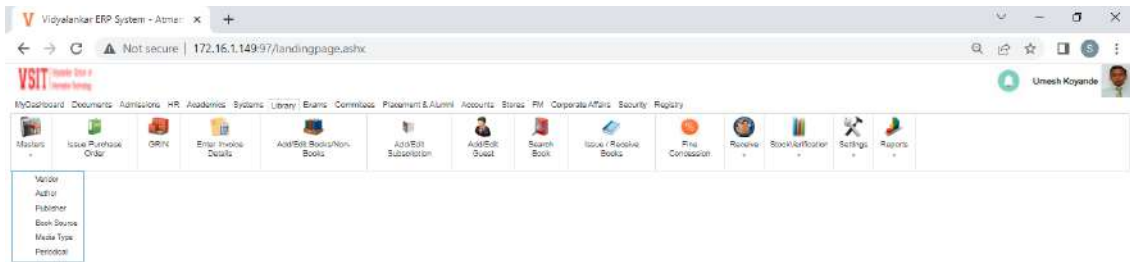 Vidyalankar ERP System - Atmar
Not secure | 172.16.1.149:97/landingpage.ashx
VSIT
Umesh Koyande
MyDashboard Documents Admissions HR Academics Systems Library Exams Commitees Placement & Alumni Accounts Stores FM Corporate Affairs Security Registry
Masters Issue Purchase Order GRIN Enter Invoice Details Add/Edit Books/Non-Books Add/Edit Subscription Add/Edit Guest Search Book Issue / Receive Books Fine Concession Receive StockVerification Settings Reports
Vendor
Author
Publisher
Book Source
Media Type
Periodical